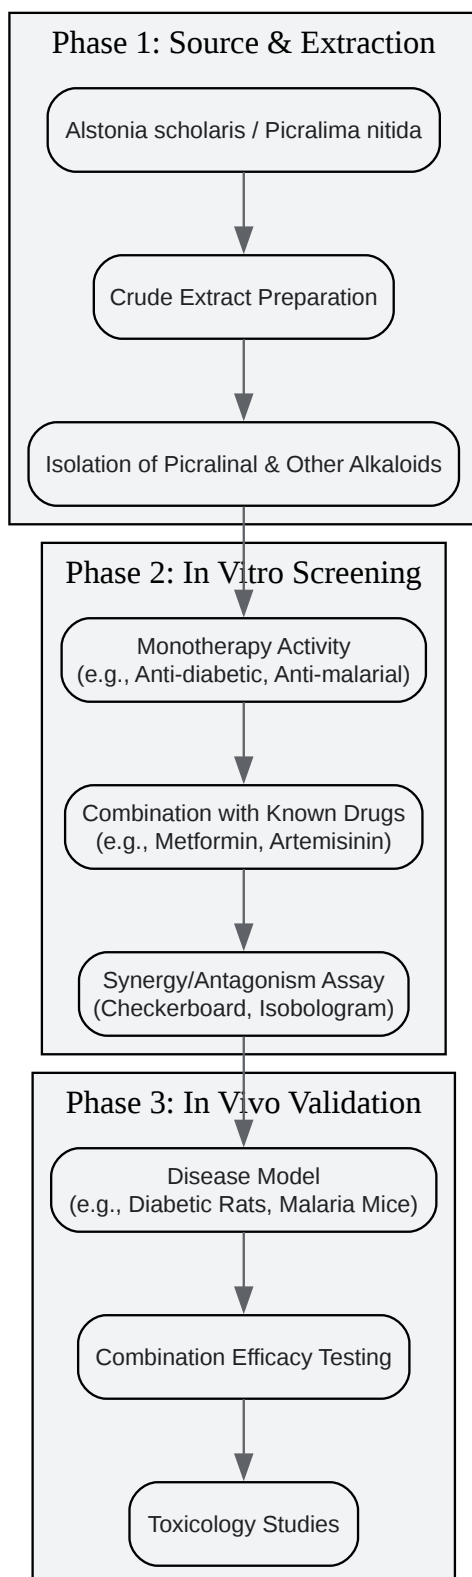 Phase 1: Source & Extraction
Alstonia scholaris / Picralima nitida
Crude Extract Preparation
Isolation of Picralinal & Other Alkaloids
Phase 2: In Vitro Screening
Monotherapy Activity
(e.g., Anti-diabetic, Anti-malarial)
Combination with Known Drugs
(e.g., Metformin, Artemisinin)
Synergy/Antagonism Assay
(Checkerboard, Isobologram)
Phase 3: In Vivo Validation
Disease Model
(e.g., Diabetic Rats, Malaria Mice)
Combination Efficacy Testing
Toxicology Studies